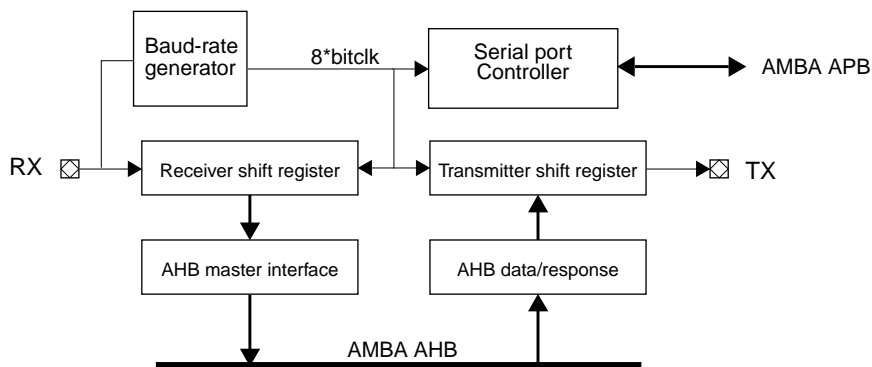 Baud-rate
generator
8*bitclk
Serial port
Controller
AMBA APB
RX
Receiver shift register
Transmitter shift register
TX
AHB master interface
AHB data/response
AMBA AHB